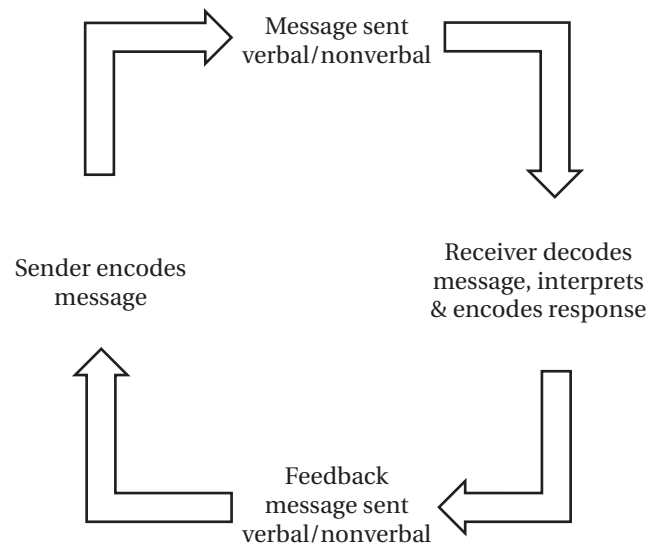 Message sent
verbal/nonverbal
Sender encodes
message
Receiver decodes
message, interprets
& encodes response
Feedback
message sent
verbal/nonverbal